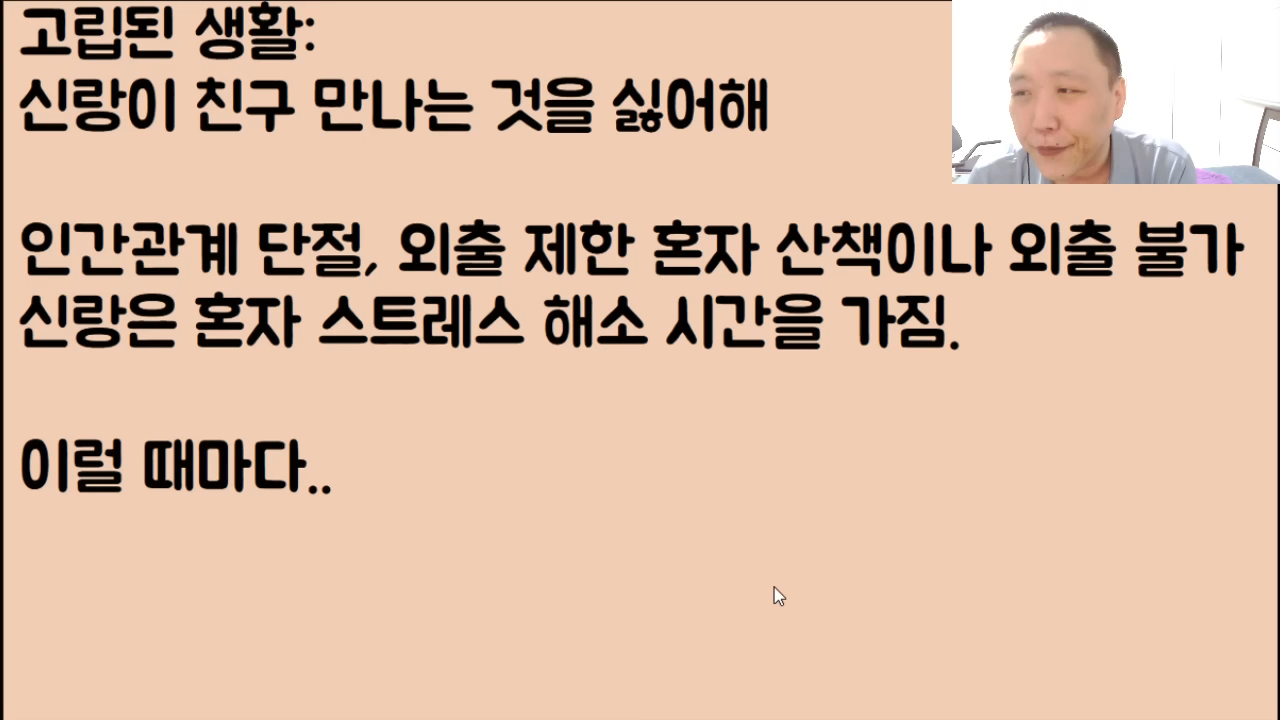 고립된 생활:
신랑이 친구 만나는 것을 싫어해
인간관계 단절, 외출 제한 혼자 산책이나 외출 불가
신랑은 혼자 스트레스 해소 시간을 가짐.
이럴 때마다..